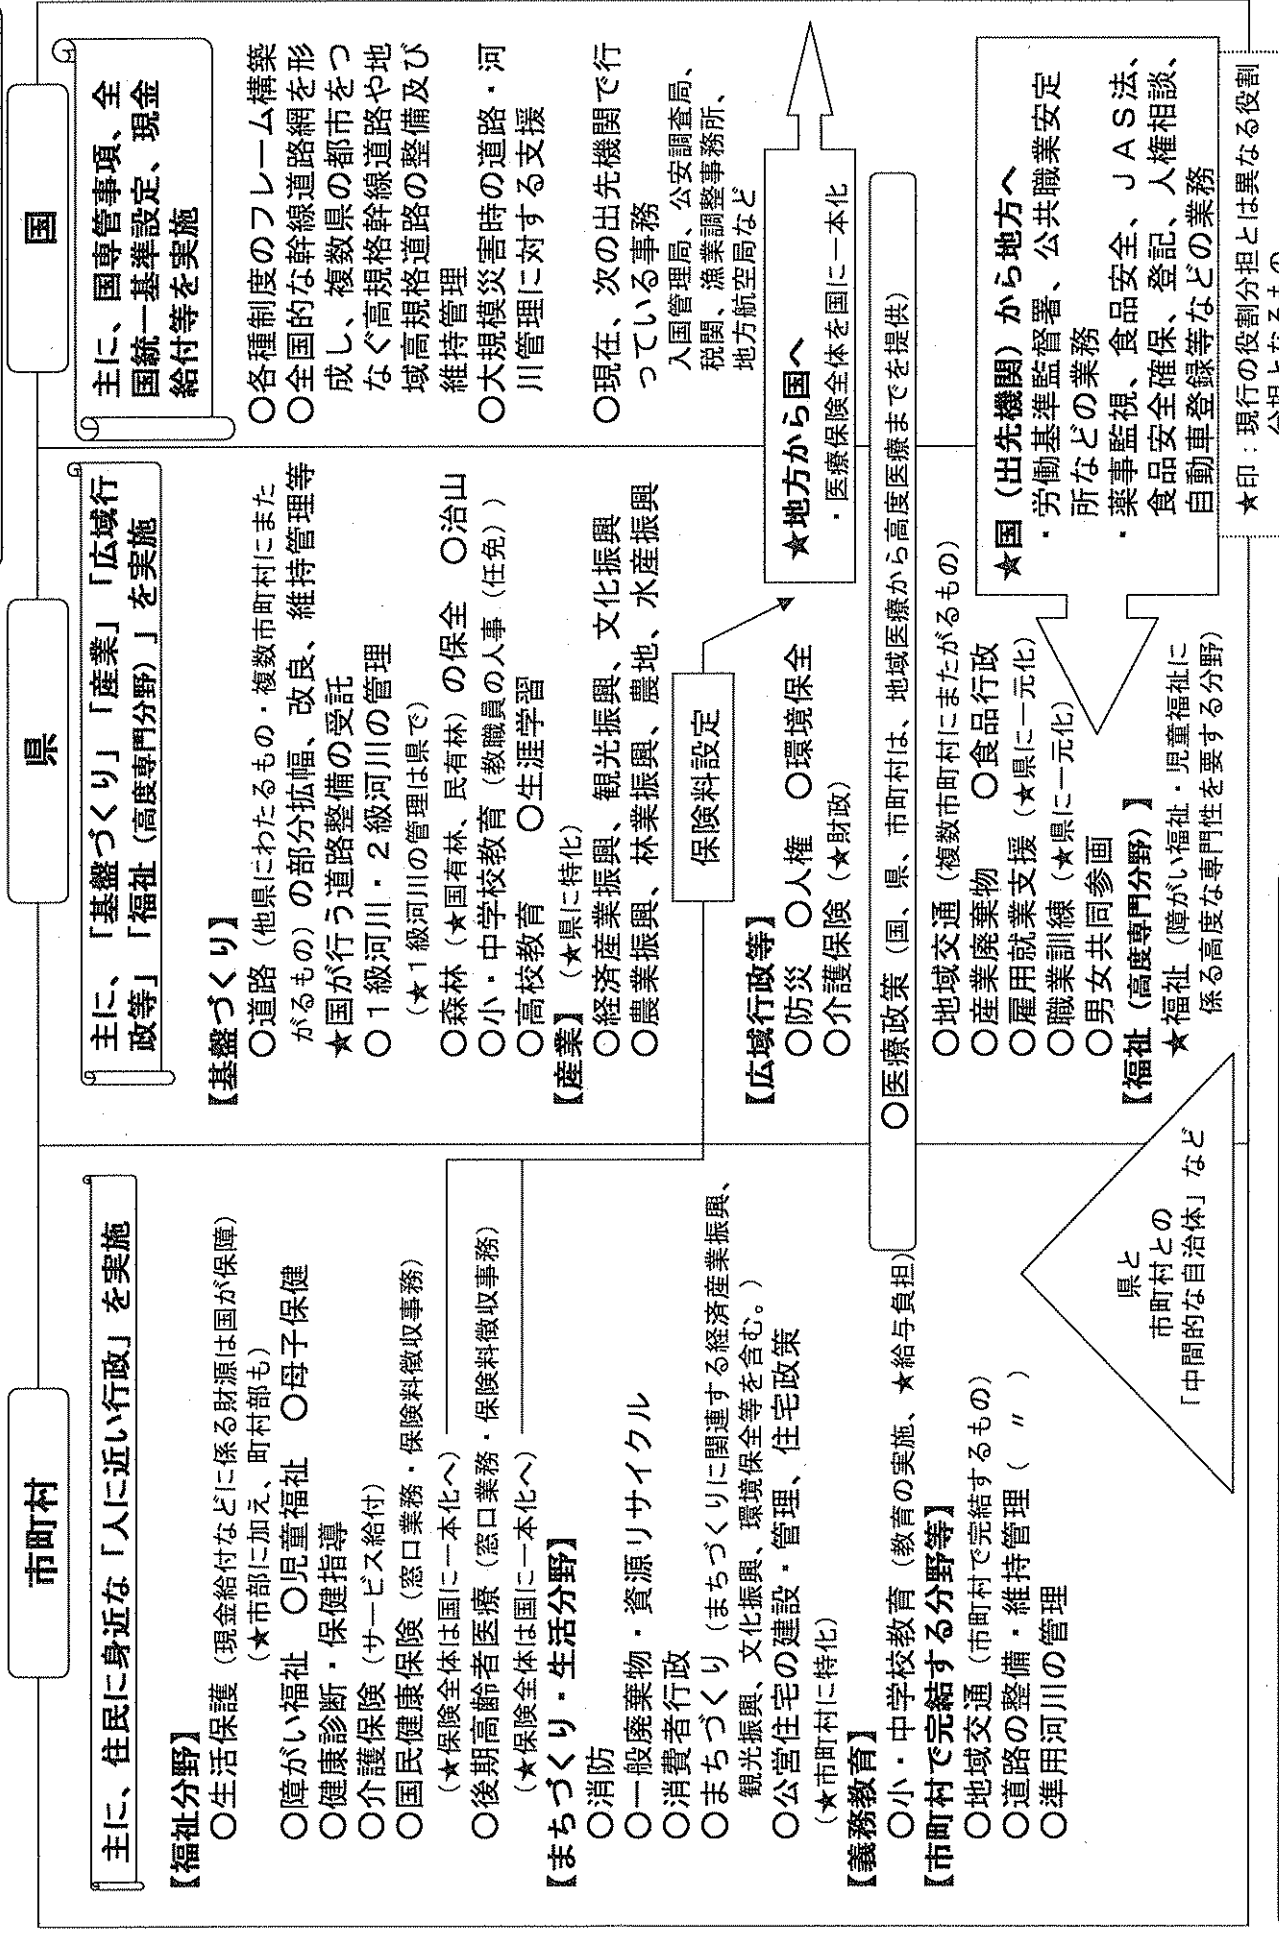 市町村
主に、住民に身近な「人に近い行政」を実施
【福祉分野】
○生活保護(現金給付などに係る財源は国が保障)
(★市部に加え、町村部も)
○障がい福祉 ○児童福祉 ○母子保健
○健康診断・保健指導
○介護保険(サービス給付)
○国民健康保険(窓口業務・保険料徴収事務)
(★保険全体は国に一本化へ)
○後期高齢者医療(窓口業務・保険料徴収事務)
(★保険全体は国に一本化へ)
【まちづくり・生活分野】
○消防
○一般廃棄物・資源リサイクル
○消費者行政
○まちづくり(まちづくりに関連する経済産業振興、
観光振興、文化振興、環境保全等を含む。)
○公営住宅の建設・管理、住宅政策
(★市町村に特化)
【義務教育】
○小・中学校教育(教育の実施、★給与負担)
【市町村で完結する分野等】
○地域交通(市町村で完結するもの)
○道路の整備・維持管理( 〃 )
○準用河川の管理
県と
市町村との
「中間的な自治体」など
県
主に、「基盤づくり」「産業」「広域行
政等」「福祉(高度専門分野)」を実施
【基盤づくり】
○道路(他県にわたるもの・複数市町村にまた
がるもの)の部分拡幅、改良、維持管理等
★国が行う道路整備の受託
○1級河川・2級河川の管理
(★1級河川の管理は県で)
○森林(★国有林、民有林)の保全 ○治山
○小・中学校教育(教職員の人事(任免))
○高校教育 ○生涯学習
【産業】(★県に特化)
○経済産業振興、観光振興、文化振興
○農業振興、林業振興、農地、水産振興
保険料設定
【広域行政等】
○防災 ○人権 ○環境保全
○介護保険(★財政)
○医療政策(国、県、市町村は、地域医療から高度医療までを提供)
○地域交通(複数市町村にまたがるもの)
○産業廃棄物 ○食品行政
○雇用就業支援(★県に一元化)
○職業訓練(★県に一元化)
○男女共同参画
【福祉(高度専門分野)】
★福祉(障がい福祉・児童福祉に
係る高度な専門性を要する分野)
国
主に、国専管事項、全
国統一基準設定、現金
給付等を実施
○各種制度のフレーム構築
○全国的な幹線道路網を形
成し、複数県の都市をつ
なぐ高規格幹線道路や地
域高規格道路の整備及び
維持管理
○大規模災害時の道路・河
川管理に対する支援
○現在、次の出先機関で行
っている事務
入国管理局、公安調査局、
税関、漁業調整事務所、
地方航空局など
★地方から国へ
・医療保険全体を国に一本化
★国(出先機関)から地方へ
・労働基準監督署、公共職業安定
所などの業務
・薬事監視、食品安全、JAS法、
食品安全確保、登記、人権相談、
自動車登録等などの業務
★印:現行の役割分担とは異なる役割